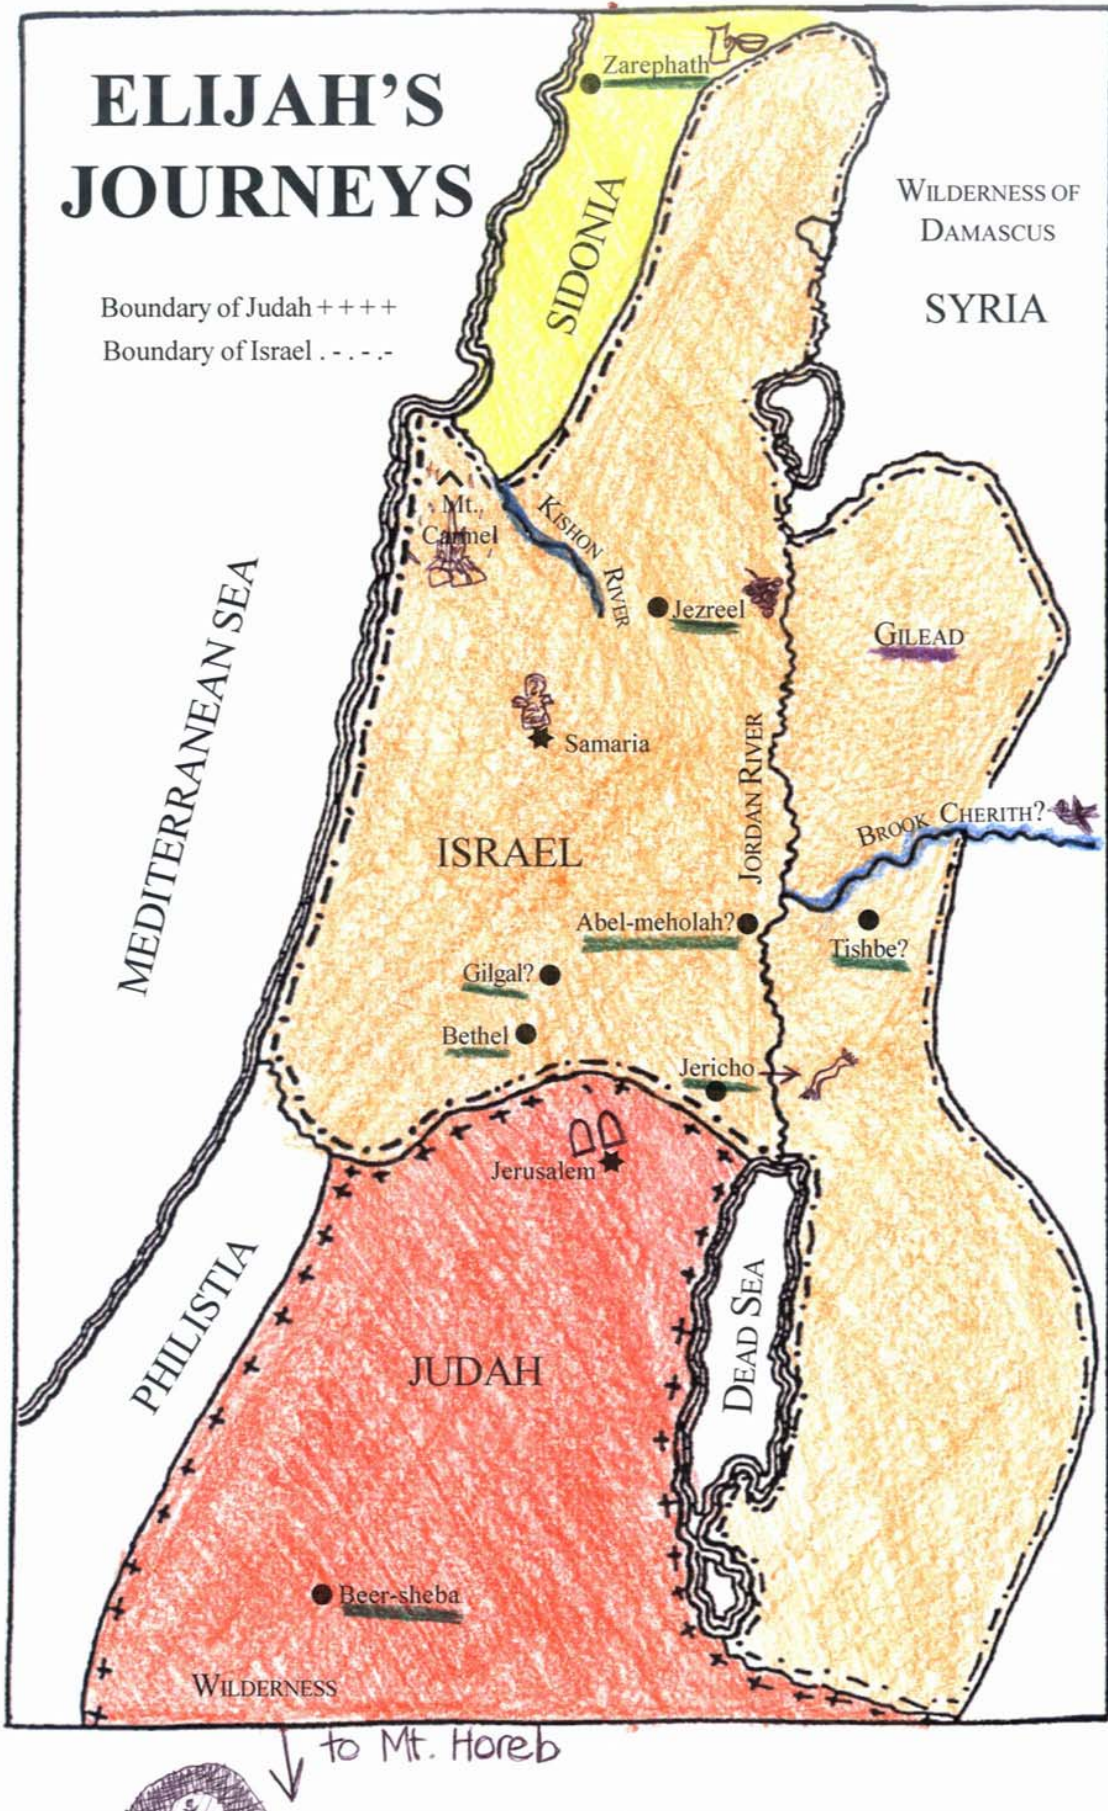 ELIJAH'S
JOURNEYS
Boundary of Judah + + + +
Boundary of Israel . - . - . -
Zarephath
SIDONIA
WILDERNESS OF
DAMASCUS
SYRIA
Mt.
Carmel
KISHON
RIVER
Jezreel
GILEAD
MEDITERRANEAN SEA
Samaria
JORDAN RIVER
BROOK CHERITH?
ISRAEL
Abel-meholah?
Tishbe?
Gilgal?
Bethel
Jericho
Jerusalem
PHILISTIA
DEAD SEA
JUDAH
Beer-sheba
WILDERNESS
to Mt. Horeb